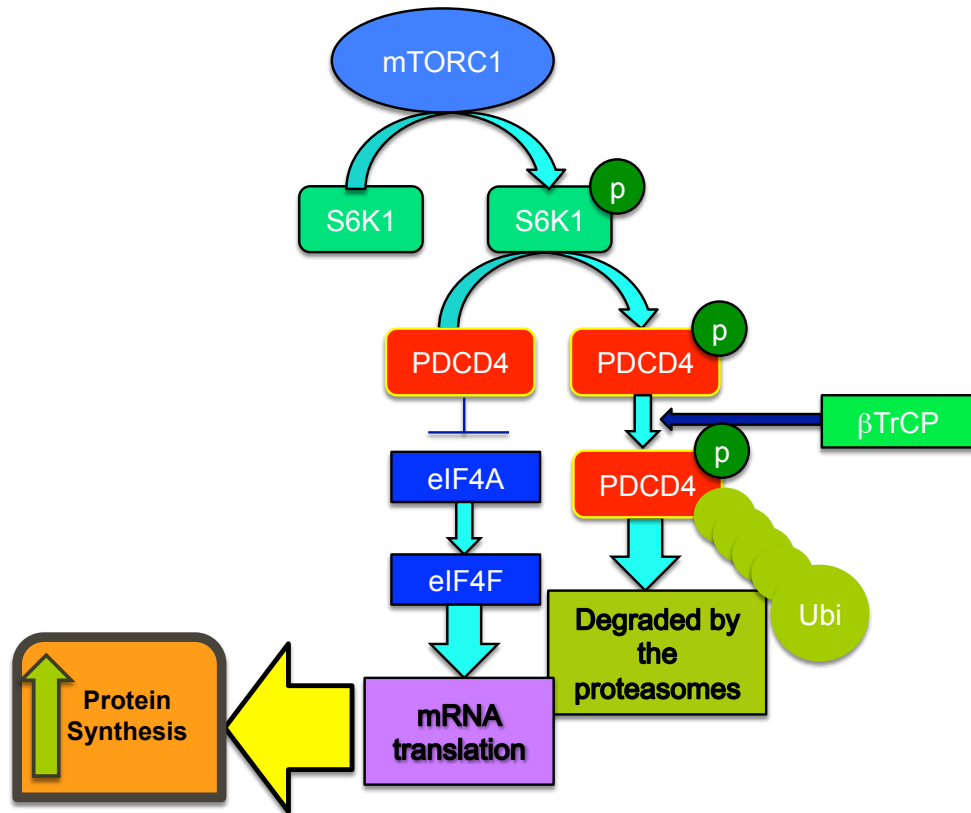 mTORC1
S6K1
S6K1
p
PDCD4
PDCD4
p
βTrCP
eIF4A
PDCD4
p
eIF4F
Degraded by
the
proteasomes
Ubi
Protein
Synthesis
mRNA
translation